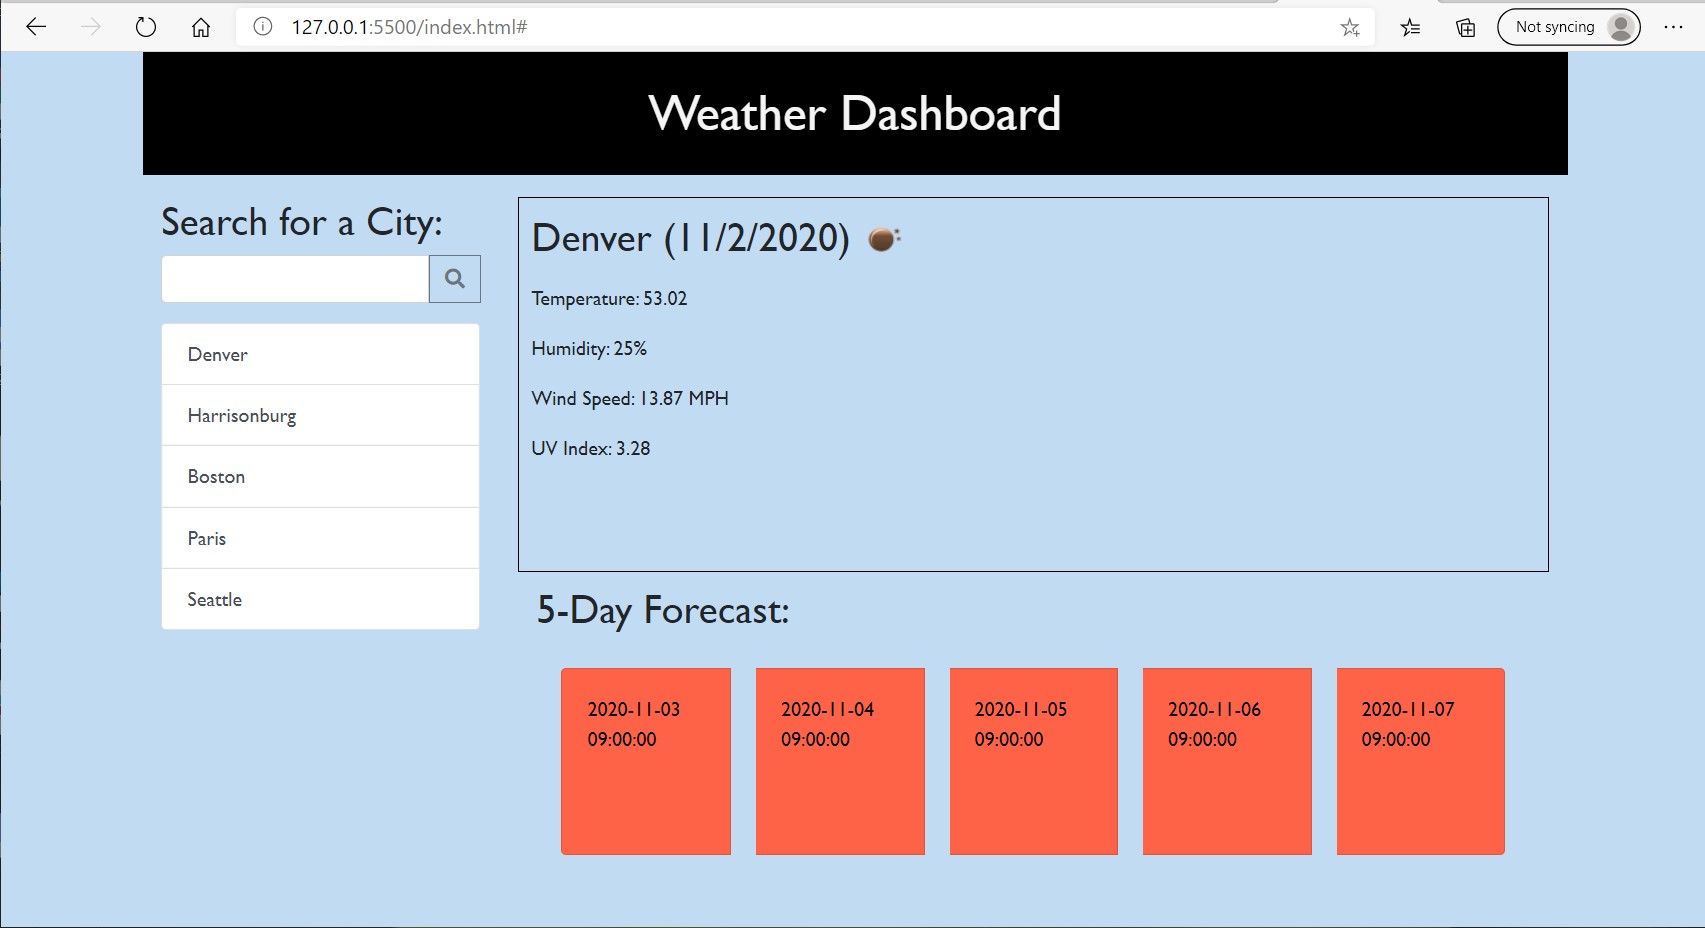 127.0.0.1:5500/index.html#
Not syncing
Weather Dashboard
Search for a City:
Denver
Harrisonburg
Boston
Paris
Seattle
Denver (11/2/2020)
Temperature: 53.02
Humidity: 25%
Wind Speed: 13.87 MPH
UV Index: 3.28
5-Day Forecast:
2020-11-03
09:00:00
2020-11-04
09:00:00
2020-11-05
09:00:00
2020-11-06
09:00:00
2020-11-07
09:00:00